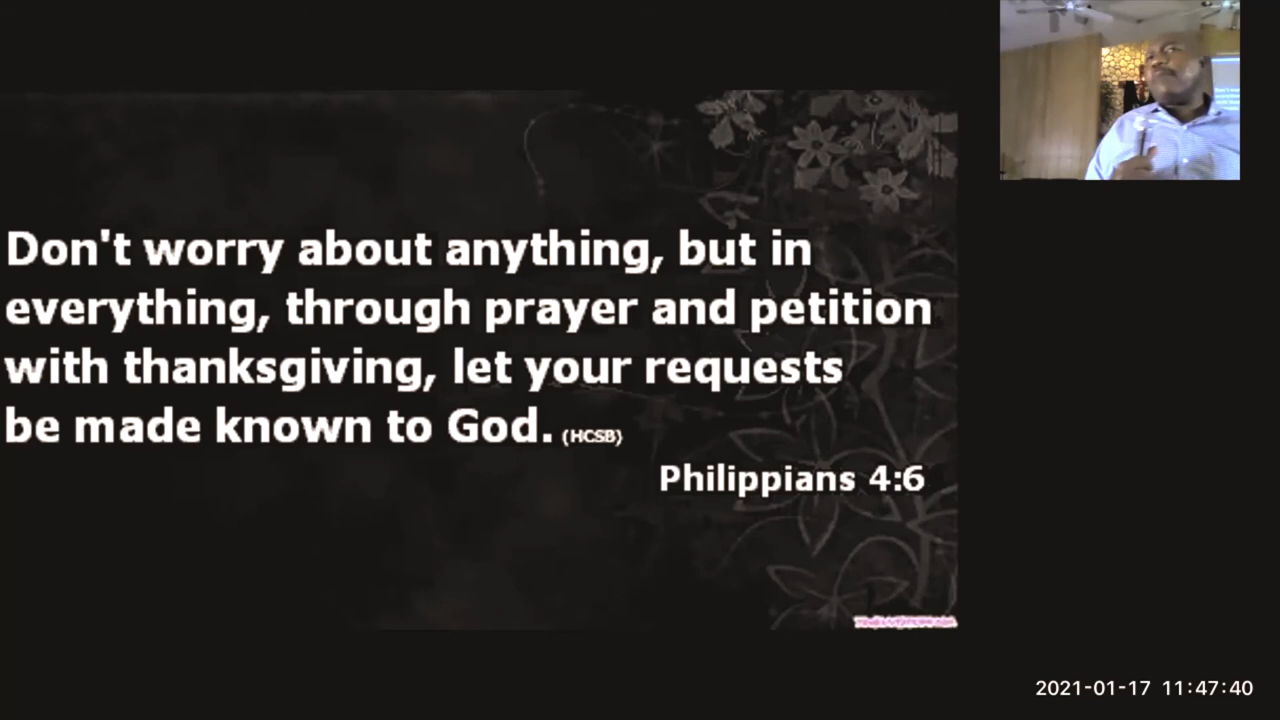 Don't worry about anything, but in
everything, through prayer and petition
with thanksgiving, let your requests
be made known to God. (HCSB)
Philippians 4:6
2021-01-17 11:47:40